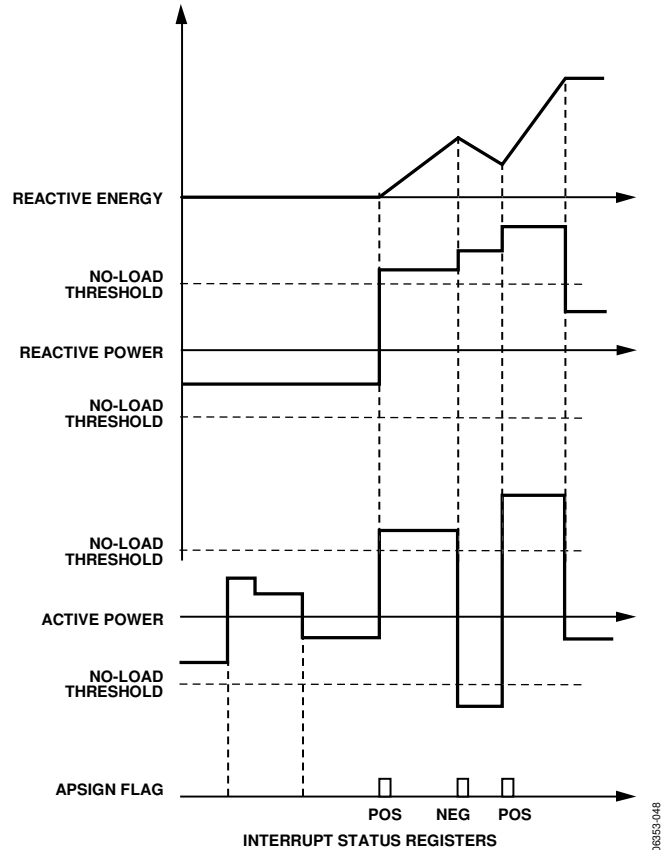 REACTIVE ENERGY
NO-LOAD
THRESHOLD
REACTIVE POWER
NO-LOAD
THRESHOLD
NO-LOAD
THRESHOLD
ACTIVE POWER
NO-LOAD
THRESHOLD
APSIGN FLAG
POS NEG POS
INTERRUPT STATUS REGISTERS
06353-048